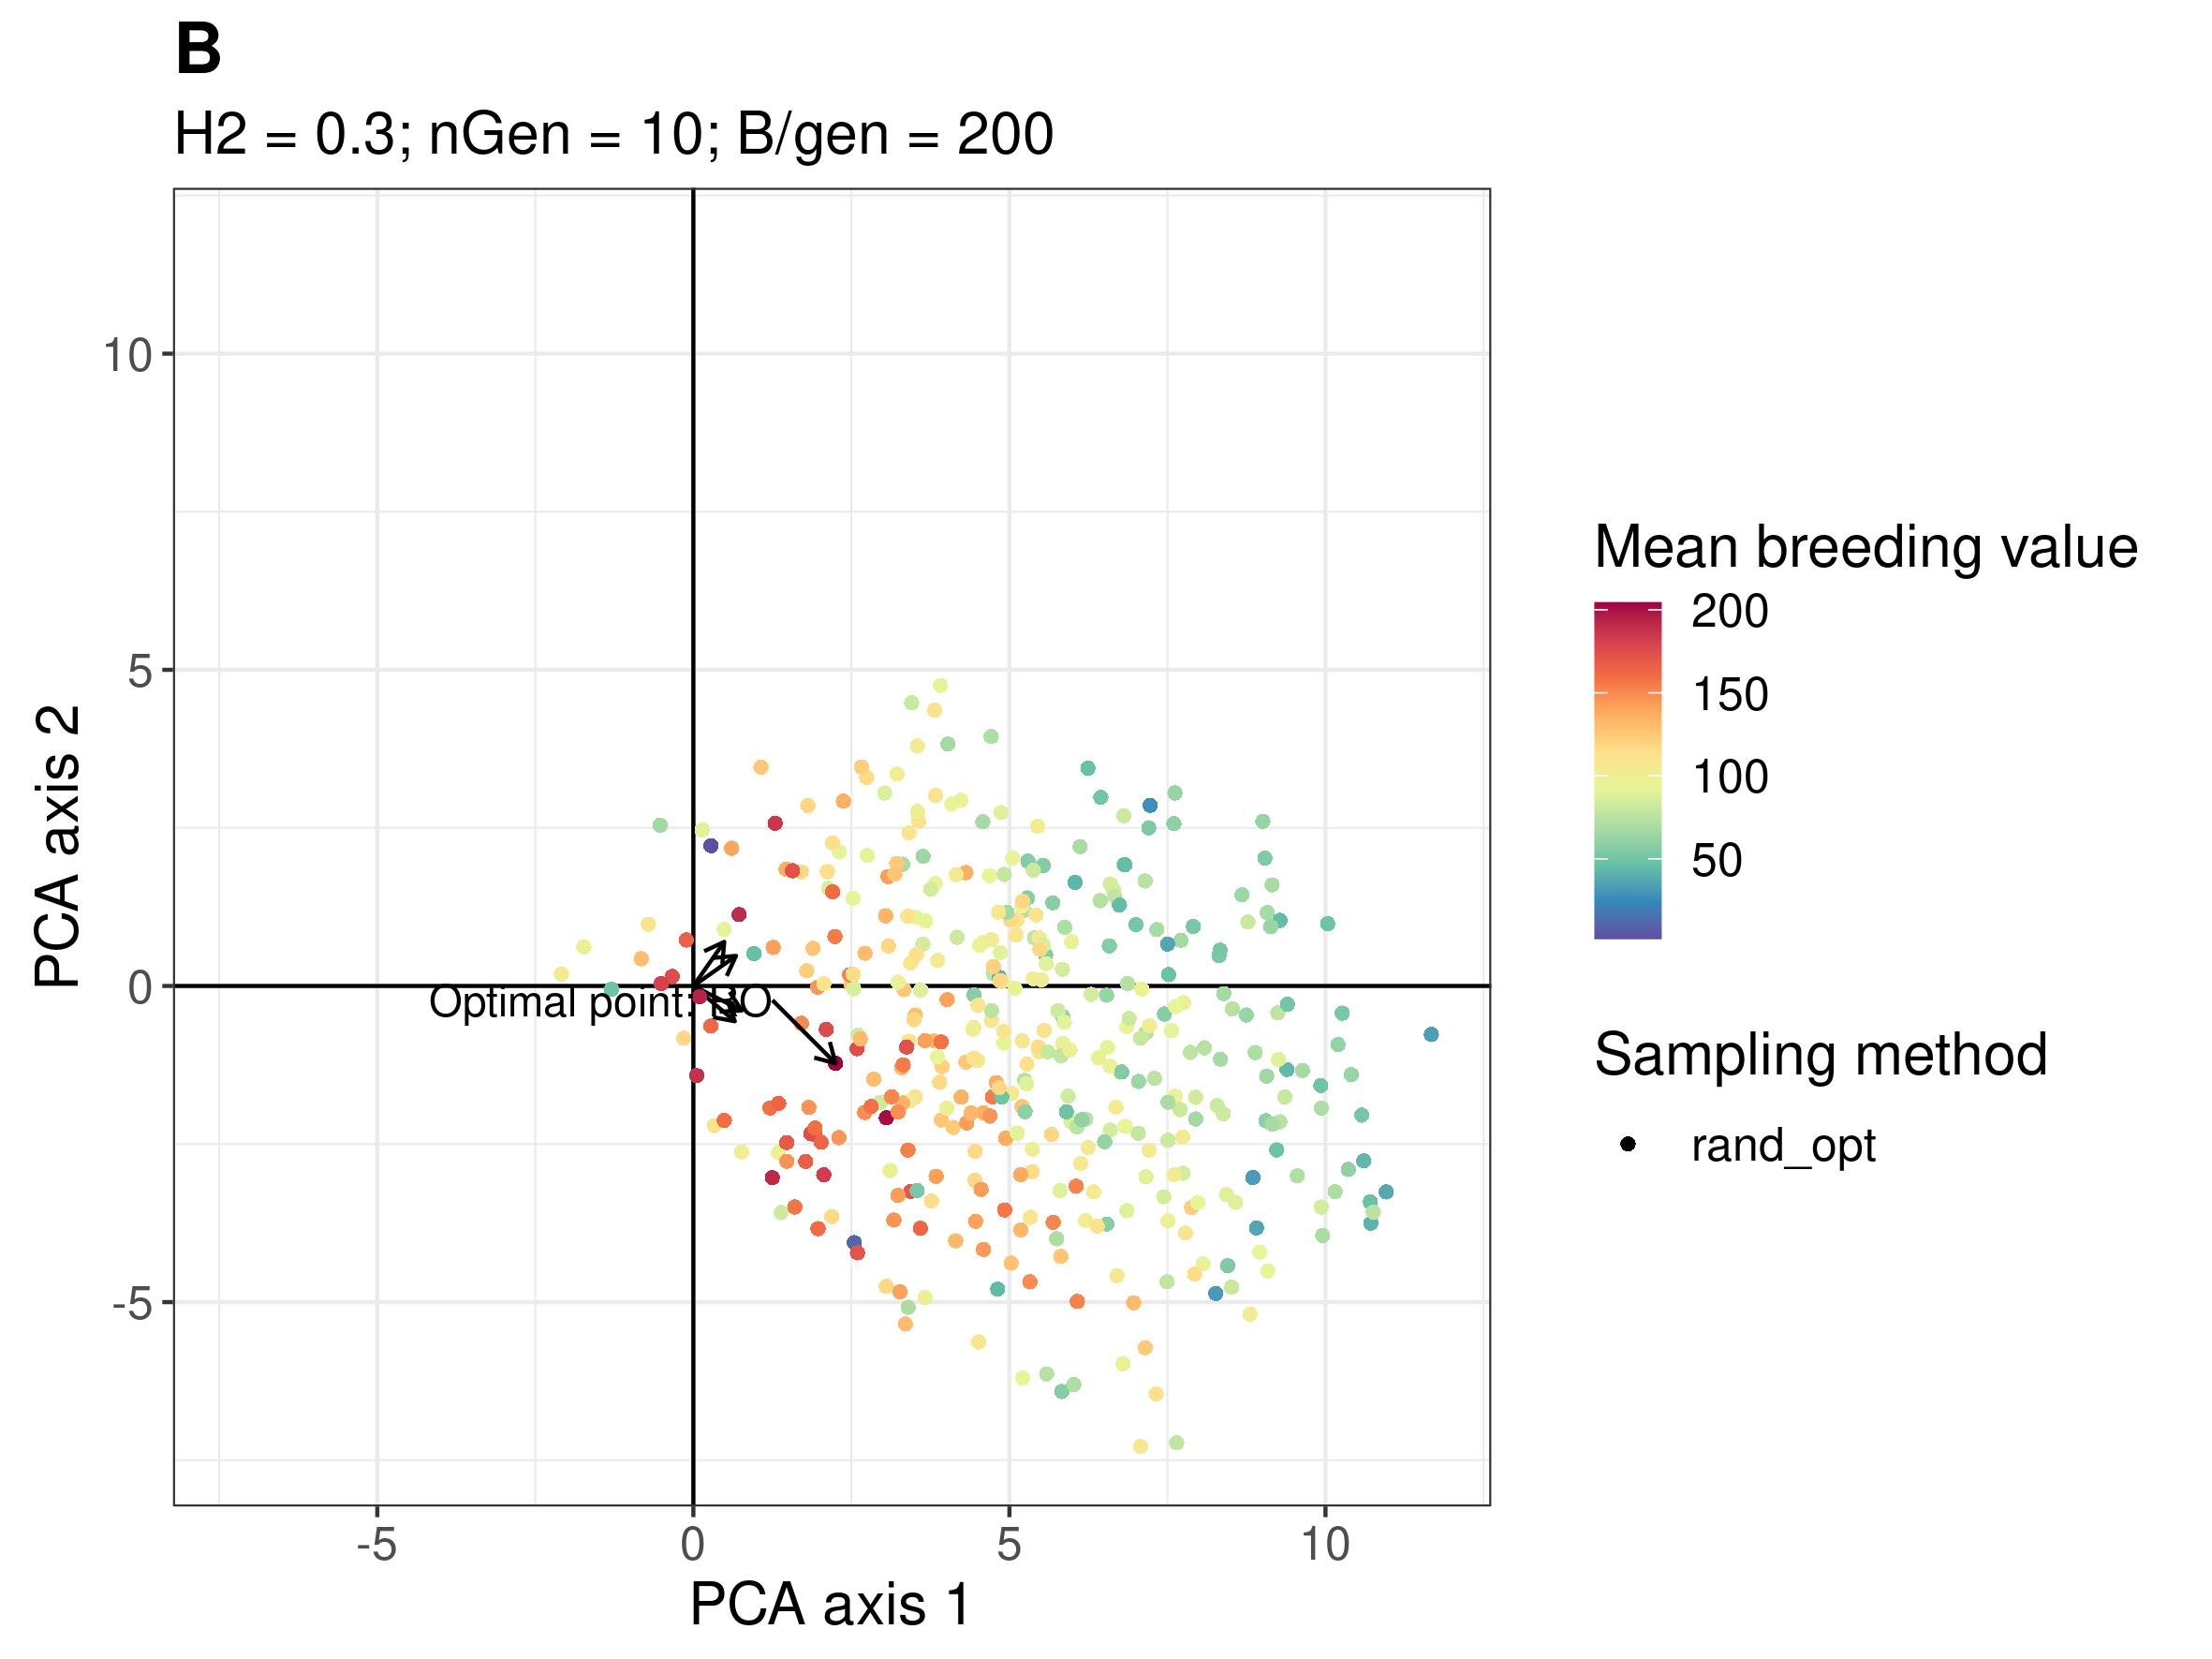 B
H2 = 0.3; nGen = 10; B/gen = 200
10
5
0
-5
PCA axis 2
Optimal point: BO
-5
0
5
10
PCA axis 1
Mean breeding value
200
150
100
50
Sampling method
rand_opt